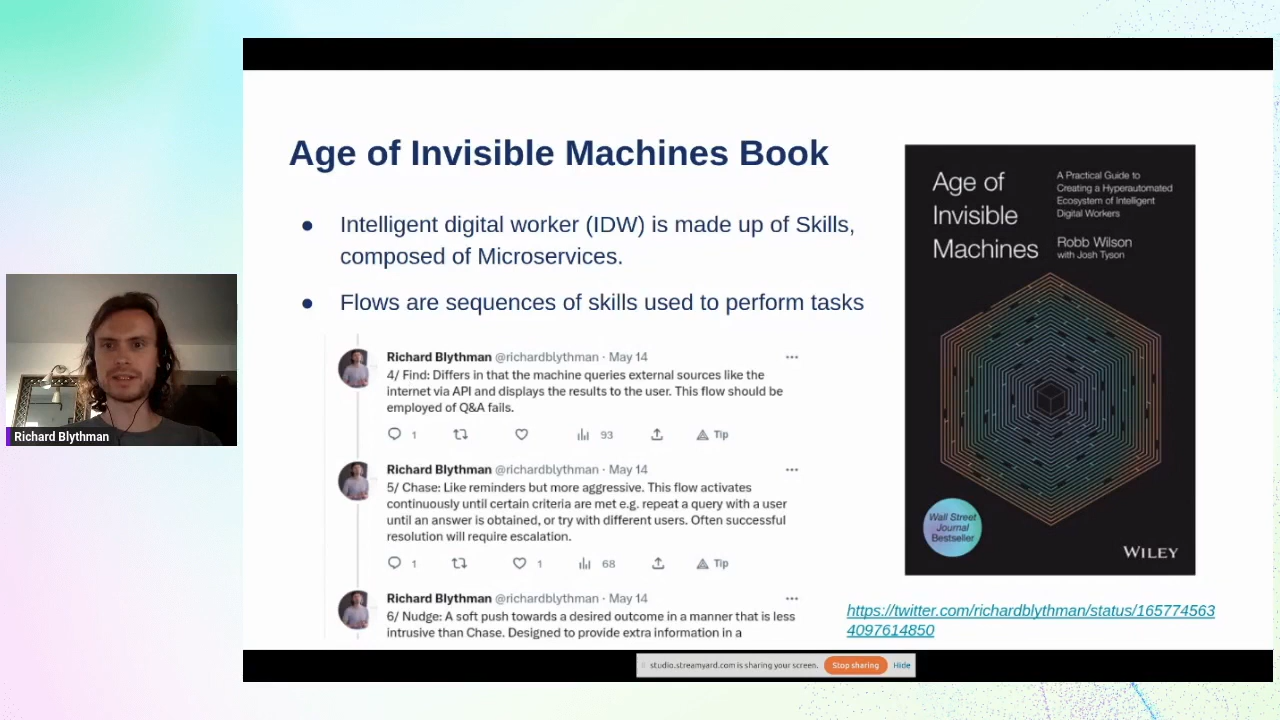 Age of Invisible Machines Book
● Intelligent digital worker (IDW) is made up of Skills,
composed of Microservices.
● Flows are sequences of skills used to perform tasks
Richard Blythman @richardblythman · May 14
4/ Find: Differs in that the machine queries external sources like the
internet via API and displays the results to the user. This flow should be
employed of Q&A fails.
1 93 Tip
Richard Blythman @richardblythman · May 14
5/ Chase: Like reminders but more aggressive. This flow activates
continuously until certain criteria are met e.g. repeat a query with a user
until an answer is obtained, or try with different users. Often successful
resolution will require escalation.
1 1 68 Tip
Richard Blythman @richardblythman · May 14
6/ Nudge: A soft push towards a desired outcome in a manner that is less
intrusive than Chase. Designed to provide extra information in a
Age of
Invisible
Machines
A Practical Guide to
Creating a Hyperautomated
Ecosystem of Intelligent
Digital Workers
Robb Wilson
with Josh Tyson
Wall Street
Journal
Bestseller
WILEY
https://twitter.com/richardblythman/status/165774563
4097614850
Richard Blythman
studio.streamyard.com is sharing your screen. Stop sharing Hide